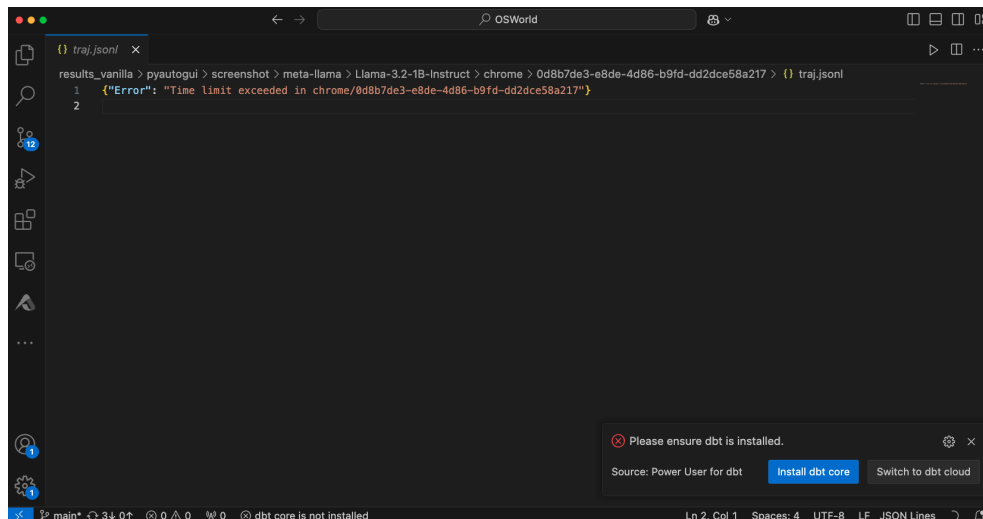 OSWorld
{} traj.jsonl
results_vanilla > pyautogui > screenshot > meta-llama > Llama-3.2-1B-Instruct > chrome > 0d8b7de3-e8de-4d86-b9fd-dd2dce58a217 > {} traj.jsonl
1 {"Error": "Time limit exceeded in chrome/0d8b7de3-e8de-4d86-b9fd-dd2dce58a217"}
2
12
1
1
Please ensure dbt is installed.
Source: Power User for dbt Install dbt core Switch to dbt cloud
main* 3↓ 0↑ 0 0 0 dbt core is not installed Ln 2, Col 1 Spaces: 4 UTF-8 LF JSON Lines